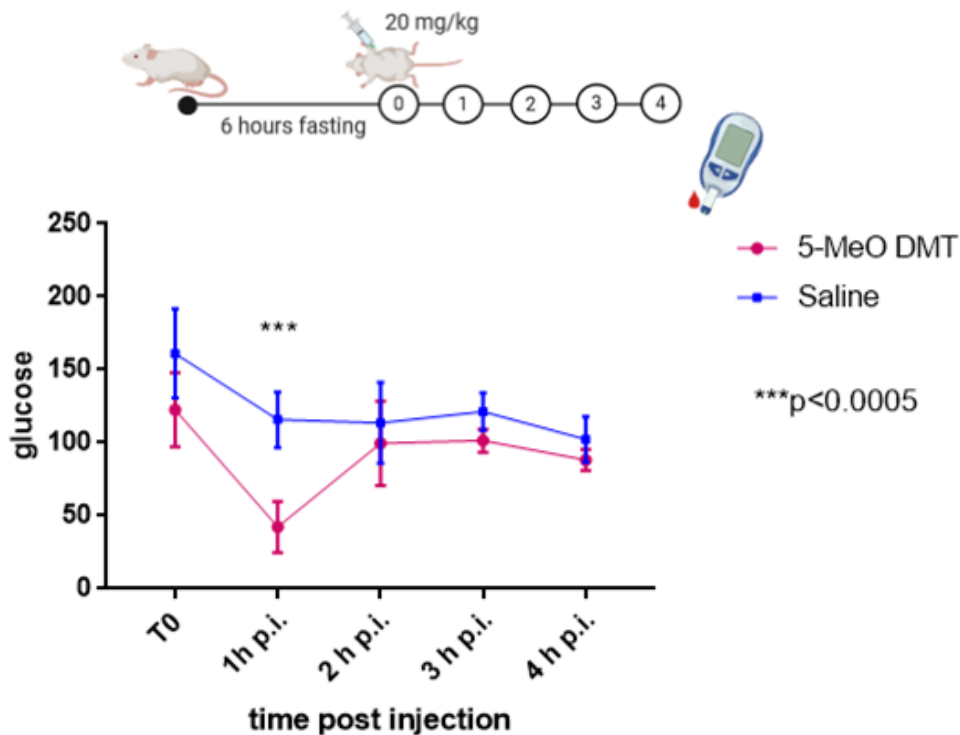 20 mg/kg
0 1 2 3 4
6 hours fasting
250
200
150
100
50
0
glucose
***
5-MeO DMT
Saline
***p<0.0005
T0
1h p.i.
2 h p.i.
3 h p.i.
4 h p.i.
time post injection